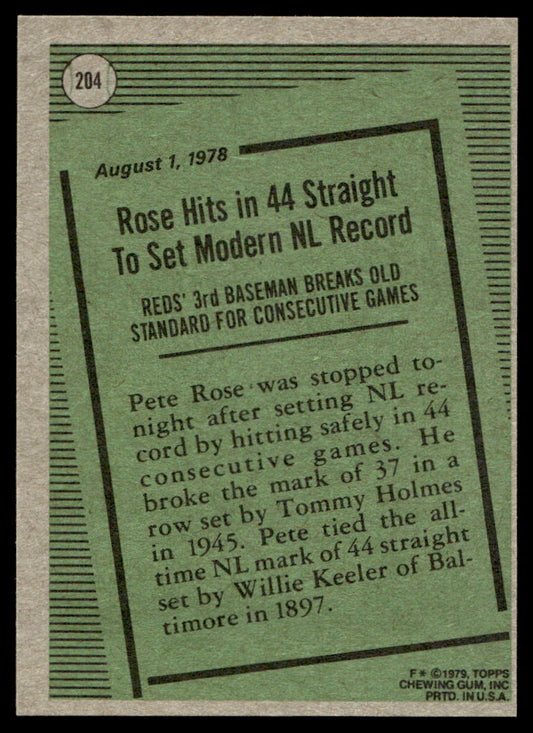 204
August 1, 1978
Rose Hits in 44 Straight
To Set Modern NL Record
REDS' 3rd BASEMAN BREAKS OLD
STANDARD FOR CONSECUTIVE GAMES
Pete Rose was stopped to-
night after setting NL re-
cord by hitting safely in 44
consecutive games. He
broke the mark of 37 in a
row set by Tommy Holmes
in 1945. Pete tied the all-
time NL mark of 44 straight
set by Willie Keeler of Bal-
timore in 1897.
F* ©1979, TOPPS
CHEWING GUM, INC
PRTD. IN U.S.A.